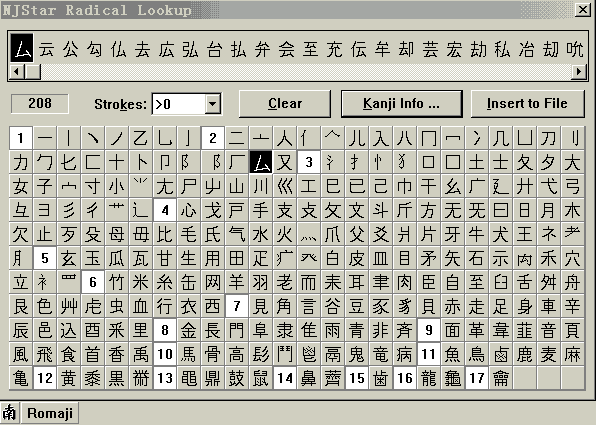 NJStar Radical Lookup
厶 云 公 勾 仏 去 広 弘 台 払 弁 会 至 充 伝 牟 却 芸 宏 劫 私 冶 刧 吮
208 Strokes: >0 Clear Kanji Info ... Insert to File
1 一 丨 丶 丿 乙 乚 亅 2 二 亠 人 亻 𠆢 儿 入 八 冂 冖 冫 几 凵 刀 刂
力 勹 匕 匚 十 卜 卩 阝 阝 厂 厶 又 3 氵 扌 忄 犭 口 囗 土 士 夂 夕 大
女 子 宀 寸 小 ⺌ 尢 尸 屮 山 川 巛 工 巳 已 己 巾 干 幺 广 廴 廾 弋 弓
彑 ヨ 彡 彳 艹 辶 4 心 戈 戸 手 支 攵 文 斗 斤 方 无 旡 曰 日 月 木
欠 止 歹 殳 母 毋 比 毛 氏 气 水 火 灬 爪 父 爻 爿 片 牙 牛 犬 王 ネ 耂
月 5 玄 玉 瓜 瓦 甘 生 用 田 疋 疒 癶 白 皮 皿 目 矛 矢 石 示 禸 禾 穴
立 衤 罒 6 竹 米 糸 缶 网 羊 羽 老 而 耒 耳 聿 肉 臣 自 至 臼 舌 舛 舟
艮 色 艸 虍 虫 血 行 衣 西 7 見 角 言 谷 豆 豕 豸 貝 赤 走 足 身 車 辛
辰 邑 込 酉 釆 里 8 金 長 門 阜 隶 隹 雨 青 非 斉 9 面 革 韋 韭 音 頁
風 飛 食 首 香 禹 10 馬 骨 高 髟 鬥 鬯 鬲 鬼 竜 病 11 魚 鳥 鹵 鹿 麦 麻
亀 12 黄 黍 黒 黹 13 黽 鼎 鼓 鼠 14 鼻 齊 15 歯 16 龍 龜 17 龠
南 Romaji